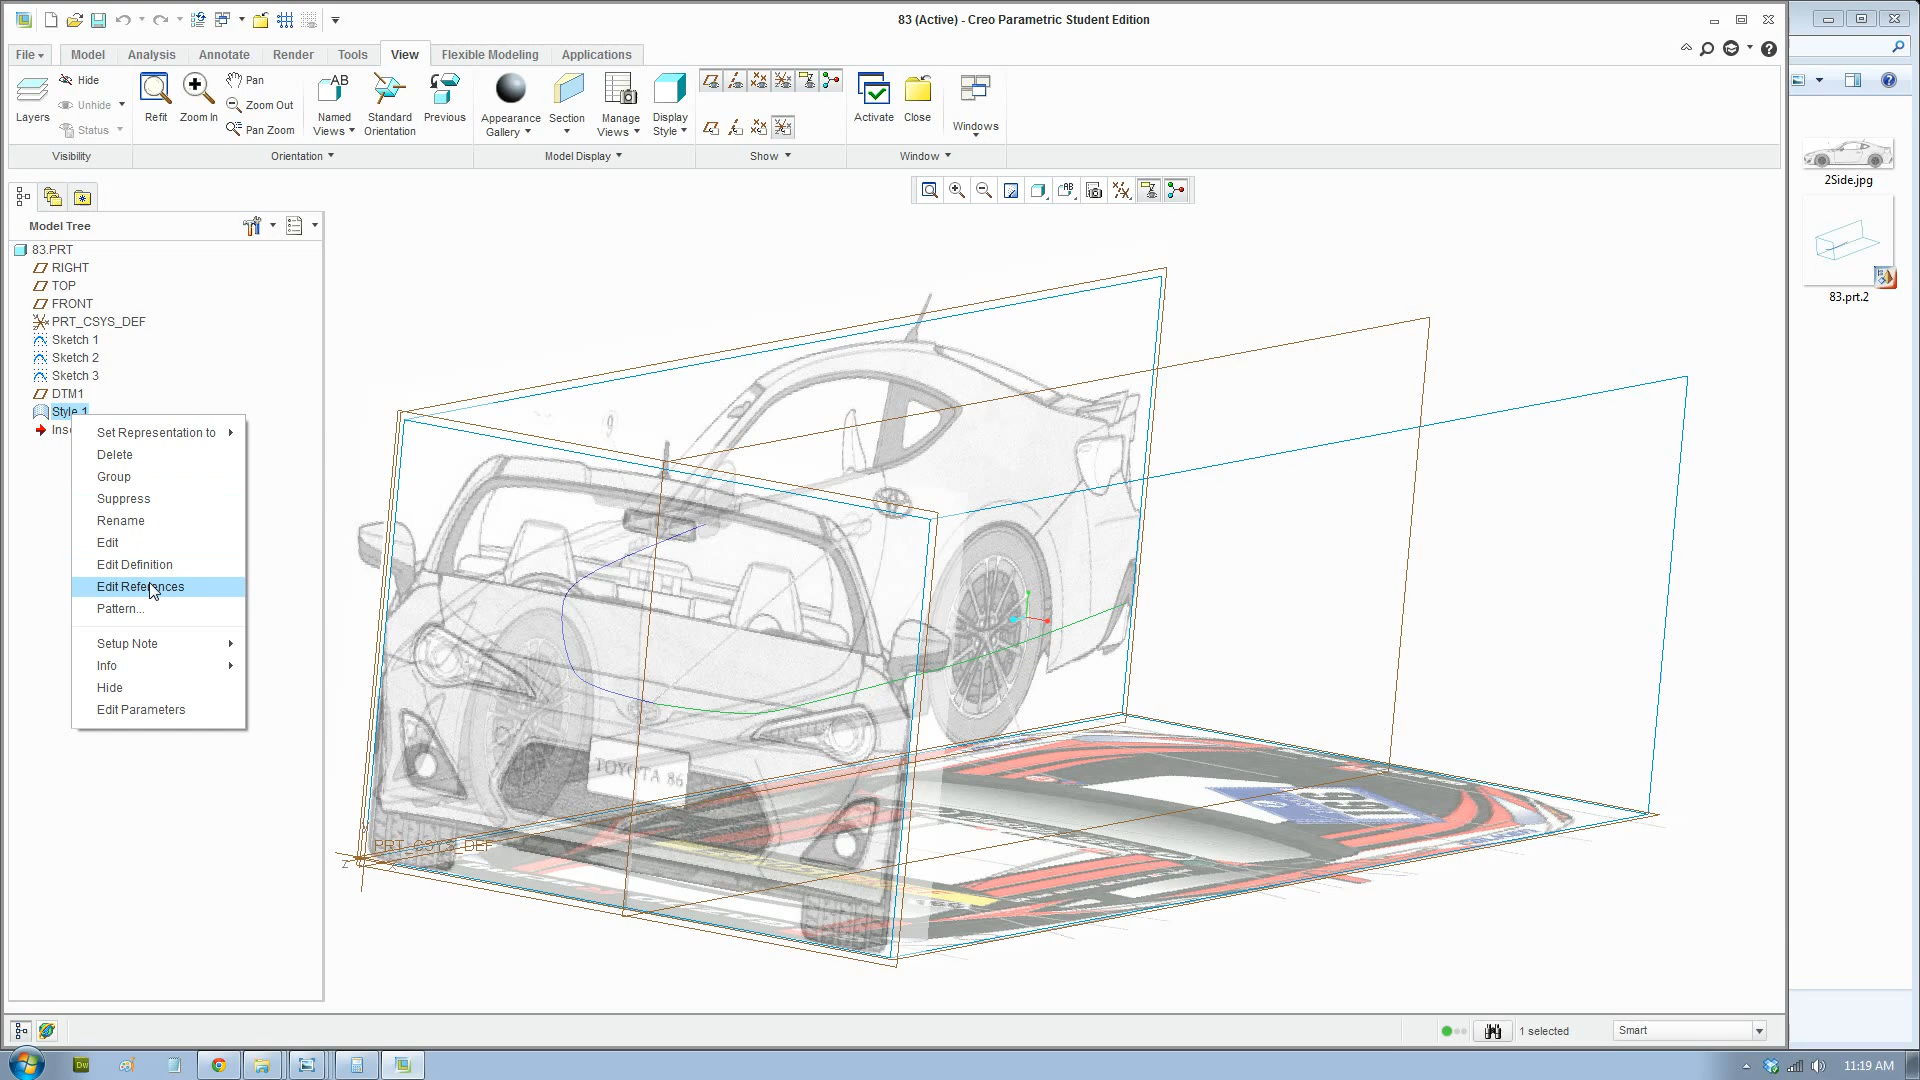 83 (Active) - Creo Parametric Student Edition
File
Model
Analysis
Annotate
Render
Tools
View
Flexible Modeling
Applications
Layers
Hide
Unhide
Status
Refit
Zoom In
Pan
Zoom Out
Pan Zoom
Named Views
Standard Orientation
Previous
Appearance Gallery
Section
Manage Views
Display Style
Activate
Close
Windows
Visibility
Orientation
Model Display
Show
Window
2Side.jpg
83.prt.2
Model Tree
83.PRT
RIGHT
TOP
FRONT
PRT_CSYS_DEF
Sketch 1
Sketch 2
Sketch 3
DTM1
Style 1
Ins
Set Representation to
Delete
Group
Suppress
Rename
Edit
Edit Definition
Edit References
Pattern...
Setup Note
Info
Hide
Edit Parameters
TOYOTA 86
PRT_CSYS_DEF
Z
1 selected
Smart
Dw
11:19 AM